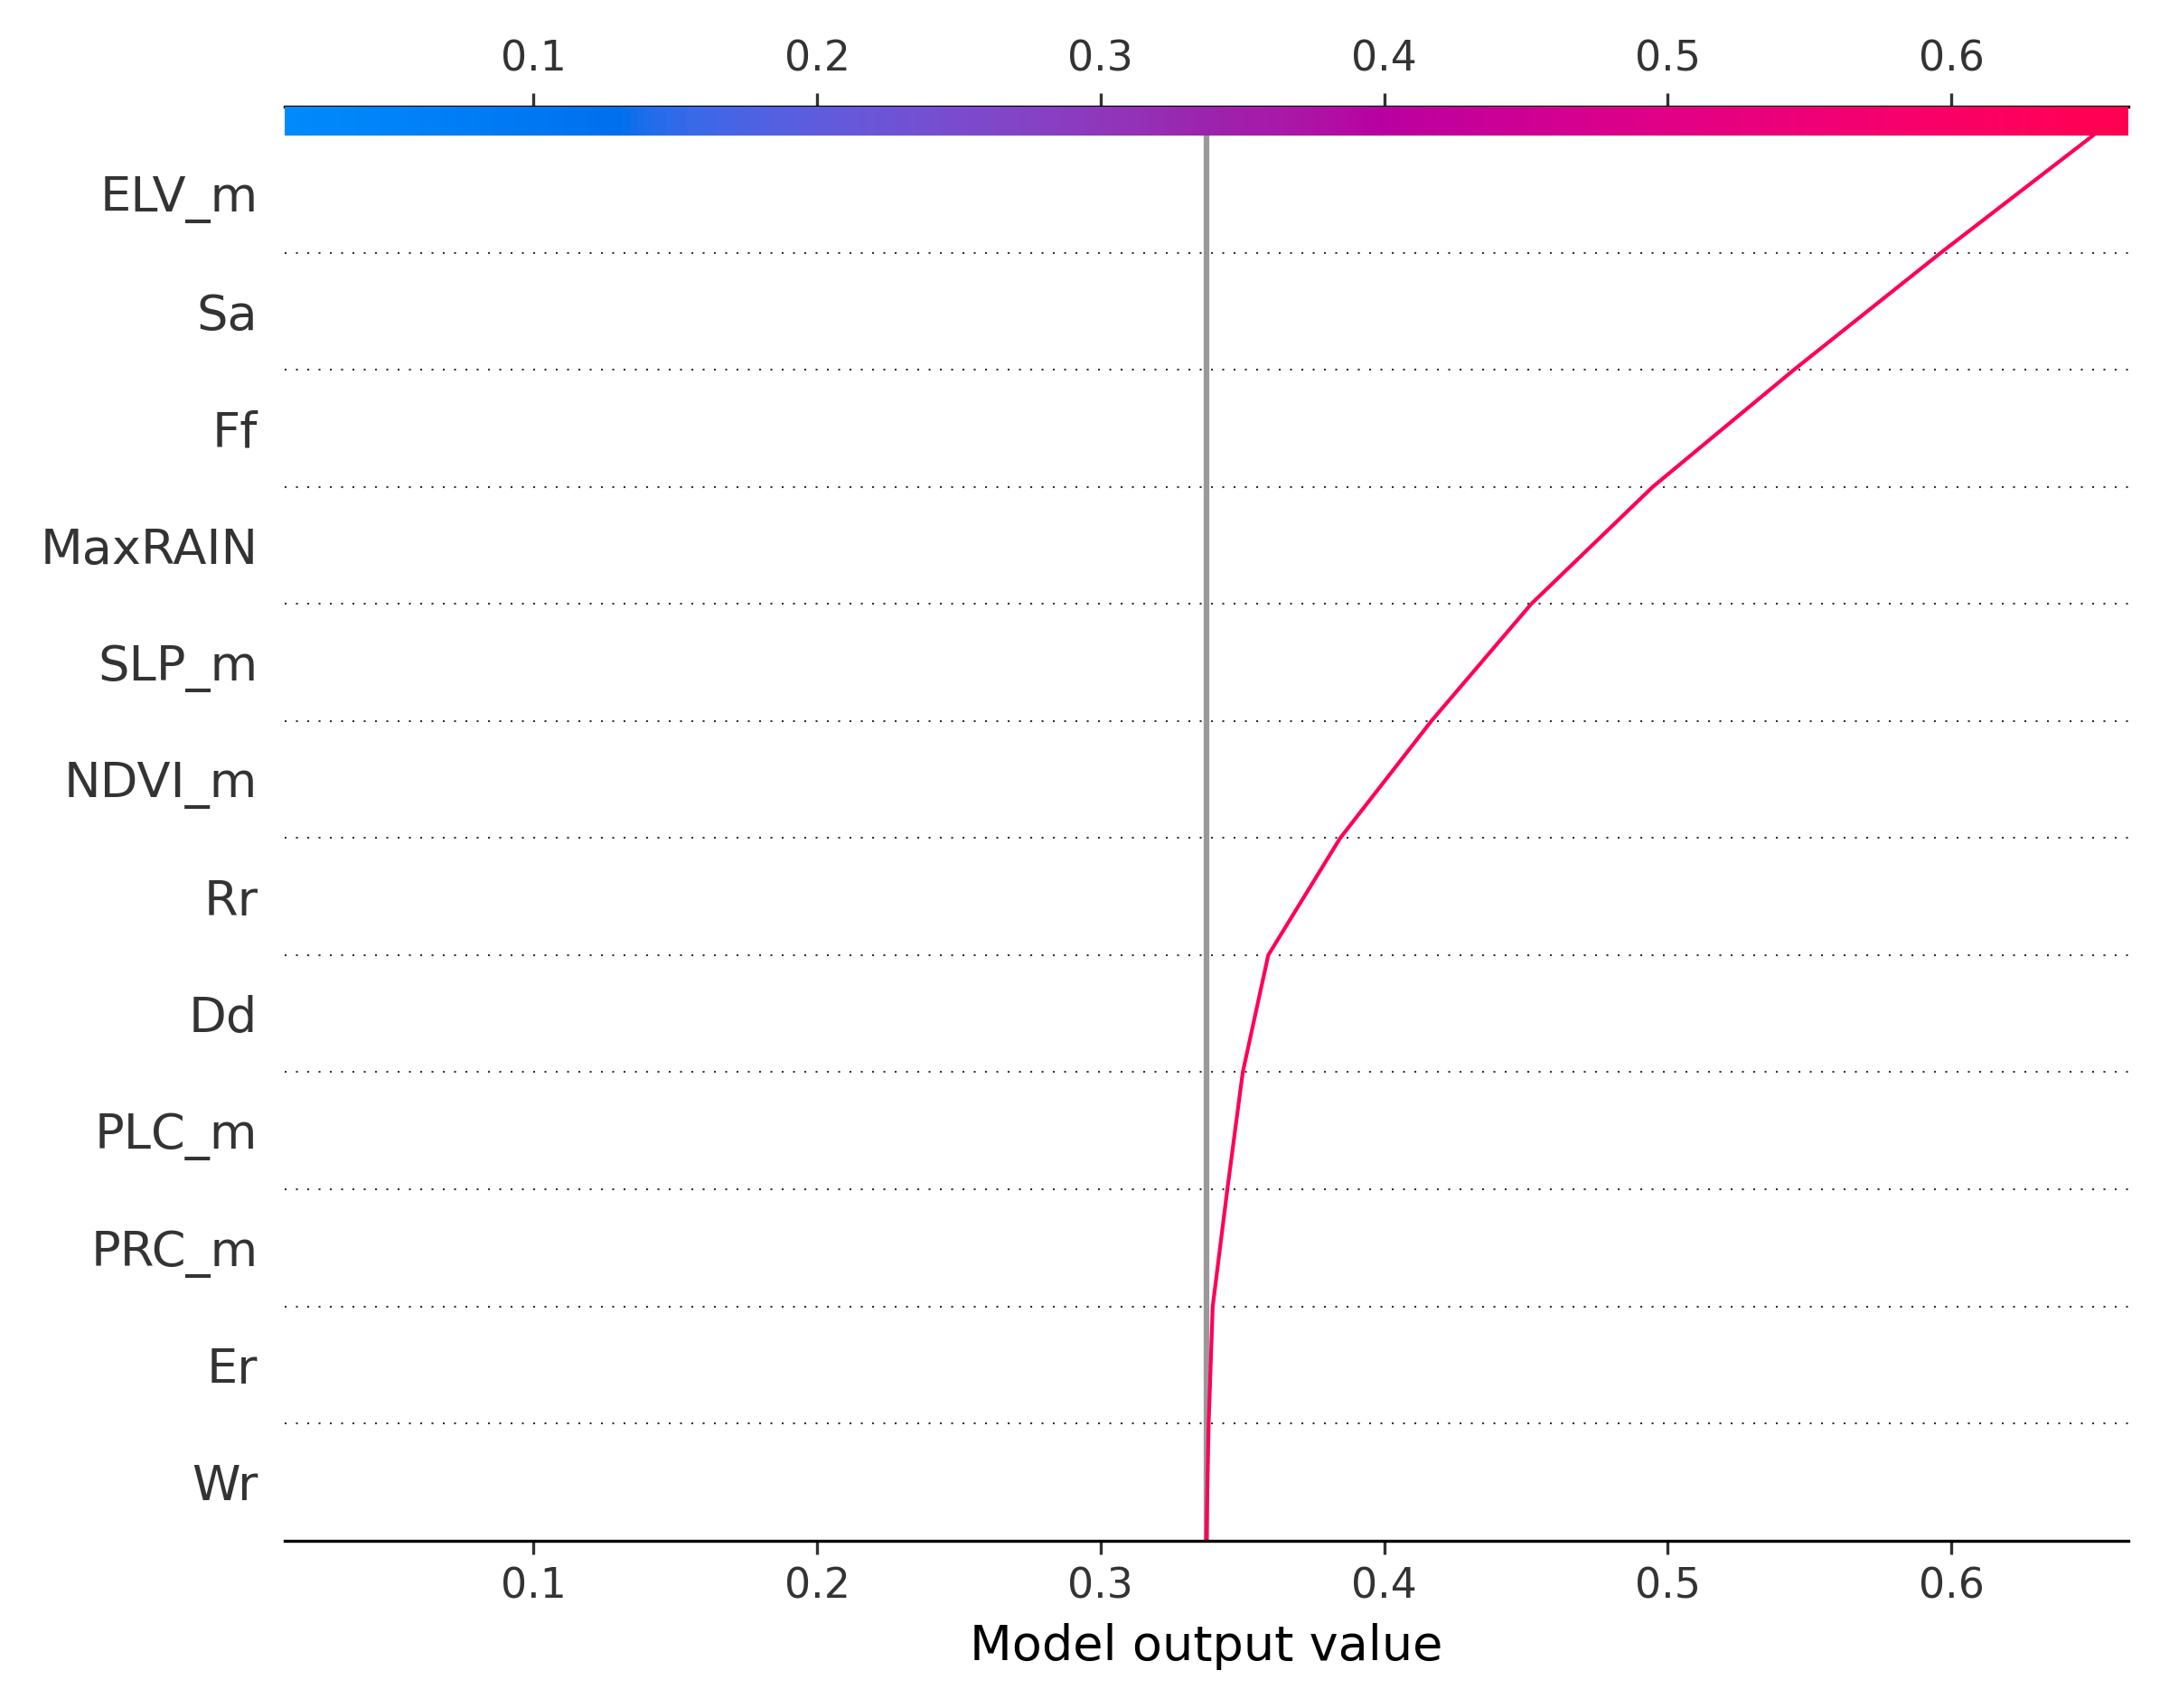 0.1 0.2 0.3 0.4 0.5 0.6
ELV_m
Sa
Ff
MaxRAIN
SLP_m
NDVI_m
Rr
Dd
PLC_m
PRC_m
Er
Wr
0.1 0.2 0.3 0.4 0.5 0.6
Model output value